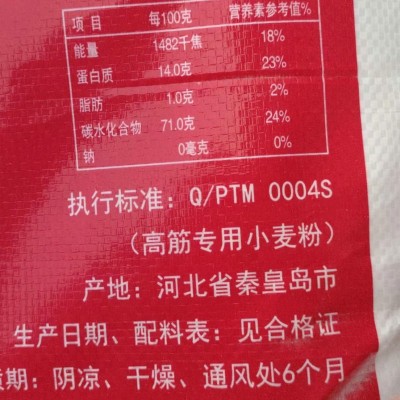 项目 每100克 营养素参考值%
能量 1482千焦 18%
蛋白质 14.0克 23%
脂肪 1.0克 2%
碳水化合物 71.0克 24%
钠 0毫克 0%
执行标准：Q/PTM 0004S
（高筋专用小麦粉）
产地：河北省秦皇岛市
生产日期、配料表：见合格证
质期：阴凉、干燥、通风处6个月